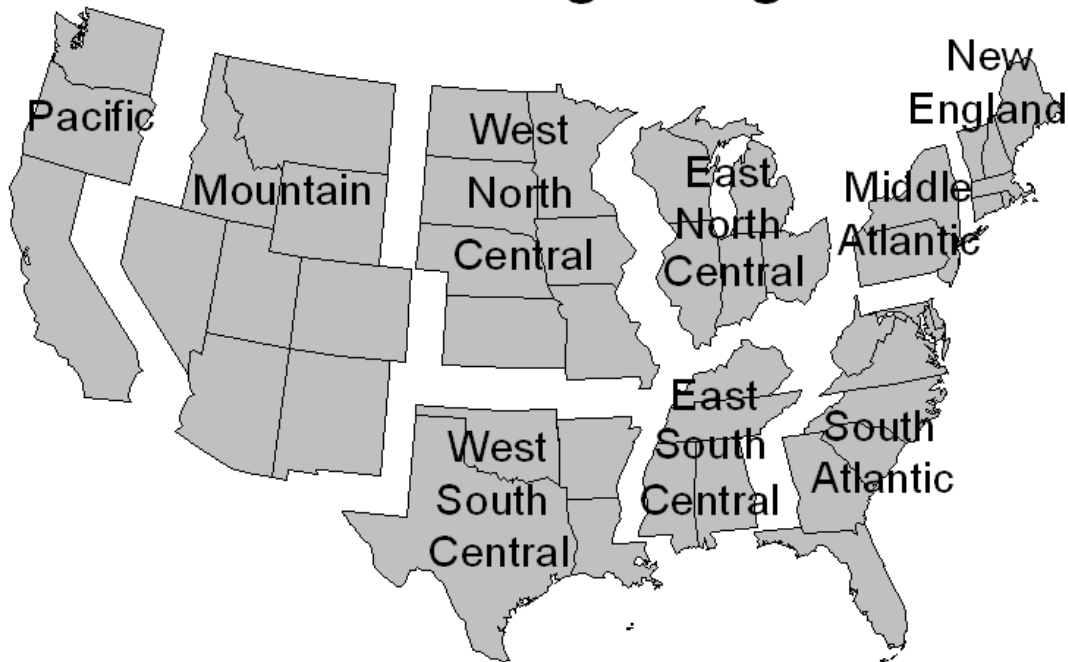 New
England
Pacific
West
North
Central
East
North
Central
Middle
Atlantic
Mountain
East
South
Central
South
Atlantic
West
South
Central